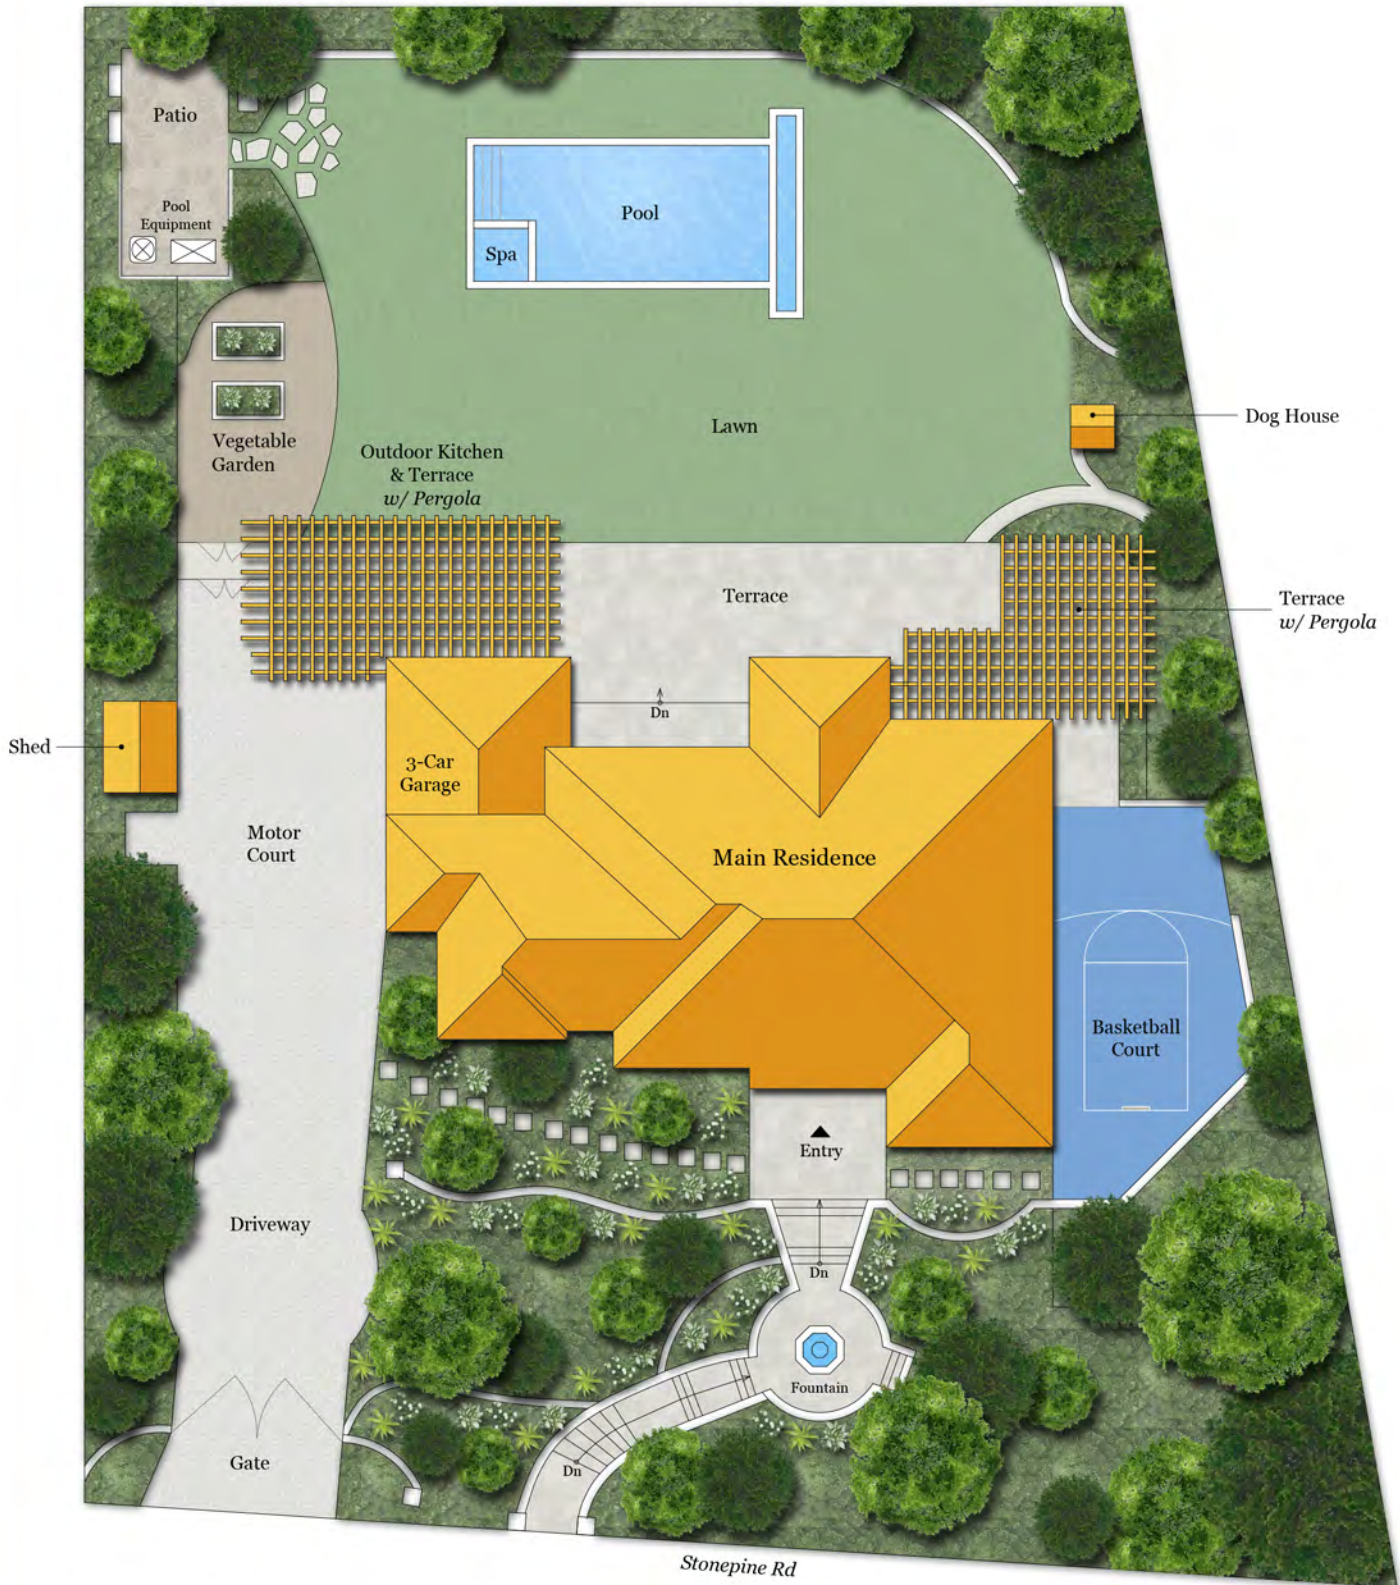 Patio
Pool
Equipment
Pool
Spa
Vegetable
Garden
Lawn
Dog House
Outdoor Kitchen
& Terrace
w/ Pergola
Terrace
Terrace
w/ Pergola
Dn
Shed
3-Car
Garage
Motor
Court
Main Residence
Basketball
Court
Entry
Driveway
Dn
Fountain
Gate
Dn
Stonepine Rd